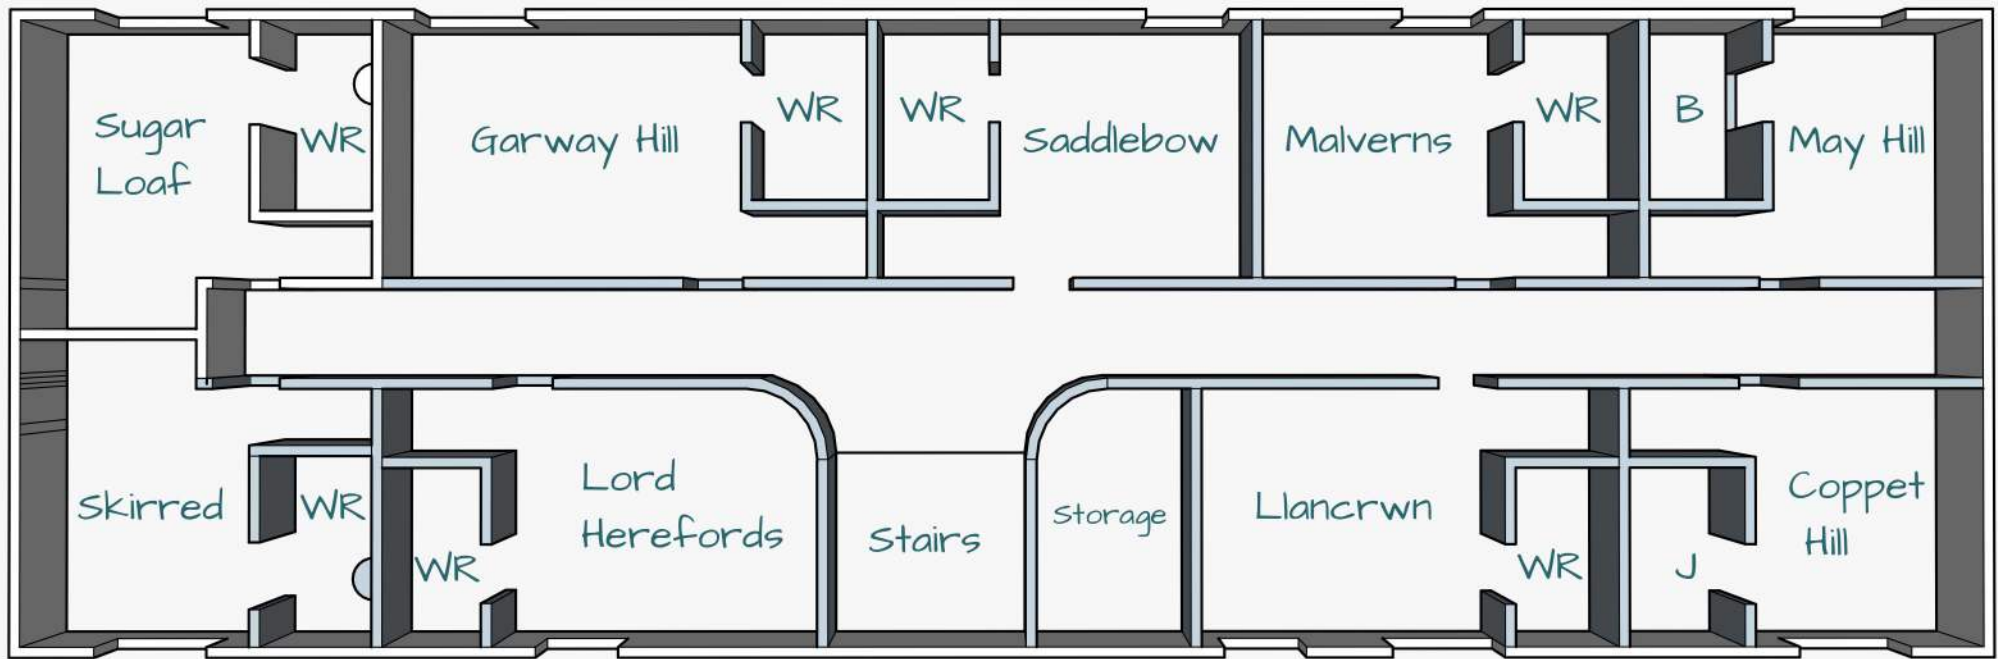 Sugar
Loaf
WR
Garway Hill
WR
WR
Saddlebow
Malverns
WR
B
May Hill
Skirred
WR
WR
Lord
Herefords
Stairs
Storage
Llancrwn
WR
J
Coppet
Hill